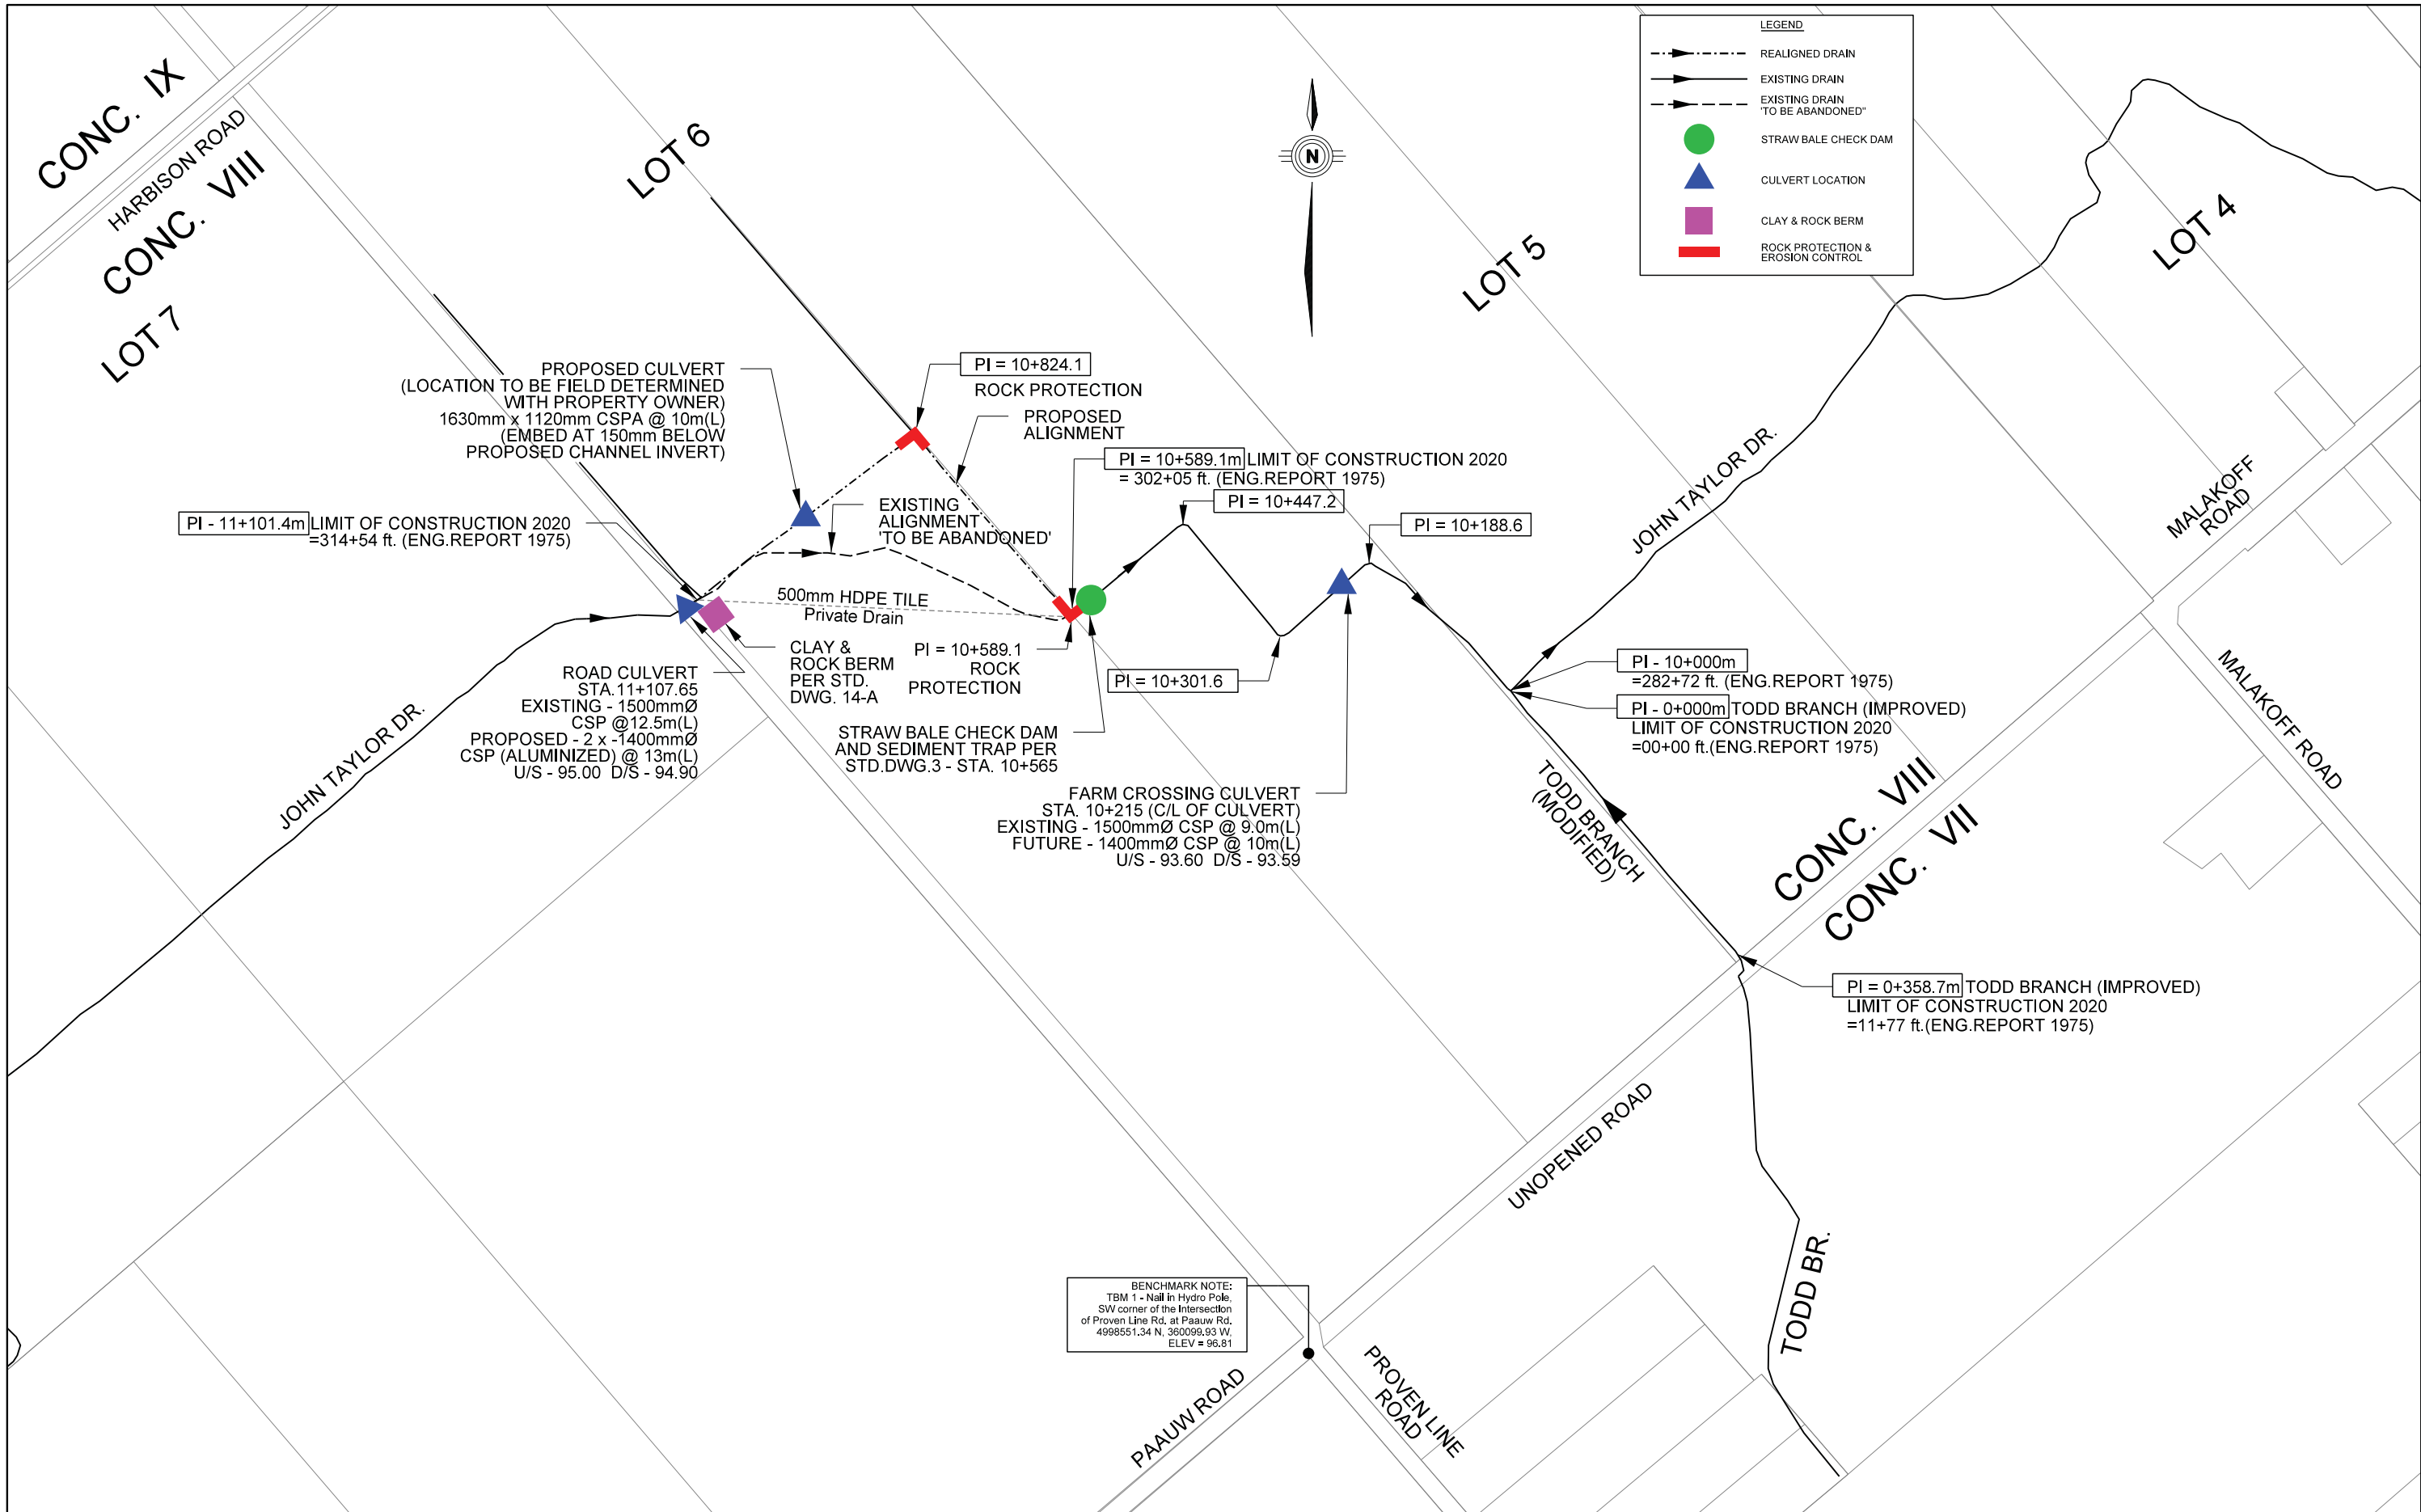 LEGEND
REALIGNED DRAIN
EXISTING DRAIN
EXISTING DRAIN
'TO BE ABANDONED"
STRAW BALE CHECK DAM
CULVERT LOCATION
CLAY & ROCK BERM
ROCK PROTECTION &
EROSION CONTROL
CONC. IX
HARBISON ROAD
CONC. VIII
LOT 7
LOT 6
N
LOT 5
LOT 4
PROPOSED CULVERT
(LOCATION TO BE FIELD DETERMINED
WITH PROPERTY OWNER)
1630mm x 1120mm CSPA @ 10m(L)
(EMBED AT 150mm BELOW
PROPOSED CHANNEL INVERT)
PI = 10+824.1
ROCK PROTECTION
PROPOSED
ALIGNMENT
PI = 10+589.1m LIMIT OF CONSTRUCTION 2020
= 302+05 ft. (ENG.REPORT 1975)
PI = 10+447.2
PI = 10+188.6
PI - 11+101.4m LIMIT OF CONSTRUCTION 2020
=314+54 ft. (ENG.REPORT 1975)
EXISTING
ALIGNMENT
'TO BE ABANDONED'
500mm HDPE TILE
Private Drain
JOHN TAYLOR DR.
MALAKOFF
ROAD
CLAY &
ROCK BERM
PER STD.
DWG. 14-A
PI = 10+589.1
ROCK
PROTECTION
PI = 10+301.6
ROAD CULVERT
STA.11+107.65
EXISTING - 1500mmØ
CSP @12.5m(L)
PROPOSED - 2 x -1400mmØ
CSP (ALUMINIZED) @ 13m(L)
U/S - 95.00 D/S - 94.90
JOHN TAYLOR DR.
STRAW BALE CHECK DAM
AND SEDIMENT TRAP PER
STD.DWG.3 - STA. 10+565
FARM CROSSING CULVERT
STA. 10+215 (C/L OF CULVERT)
EXISTING - 1500mmØ CSP @ 9.0m(L)
FUTURE - 1400mmØ CSP @ 10m(L)
U/S - 93.60 D/S - 93.59
PI - 10+000m
=282+72 ft. (ENG.REPORT 1975)
PI - 0+000m TODD BRANCH (IMPROVED)
LIMIT OF CONSTRUCTION 2020
=00+00 ft.(ENG.REPORT 1975)
MALAKOFF ROAD
TODD BRANCH
(MODIFIED)
CONC. VIII
CONC. VII
PI = 0+358.7m TODD BRANCH (IMPROVED)
LIMIT OF CONSTRUCTION 2020
=11+77 ft.(ENG.REPORT 1975)
UNOPENED ROAD
TODD BR.
BENCHMARK NOTE:
TBM 1 - Nail in Hydro Pole,
SW corner of the Intersection
of Proven Line Rd. at Paauw Rd.
4998551.34 N, 360099.93 W,
ELEV = 96.81
PAAUW ROAD
PROVEN LINE
ROAD